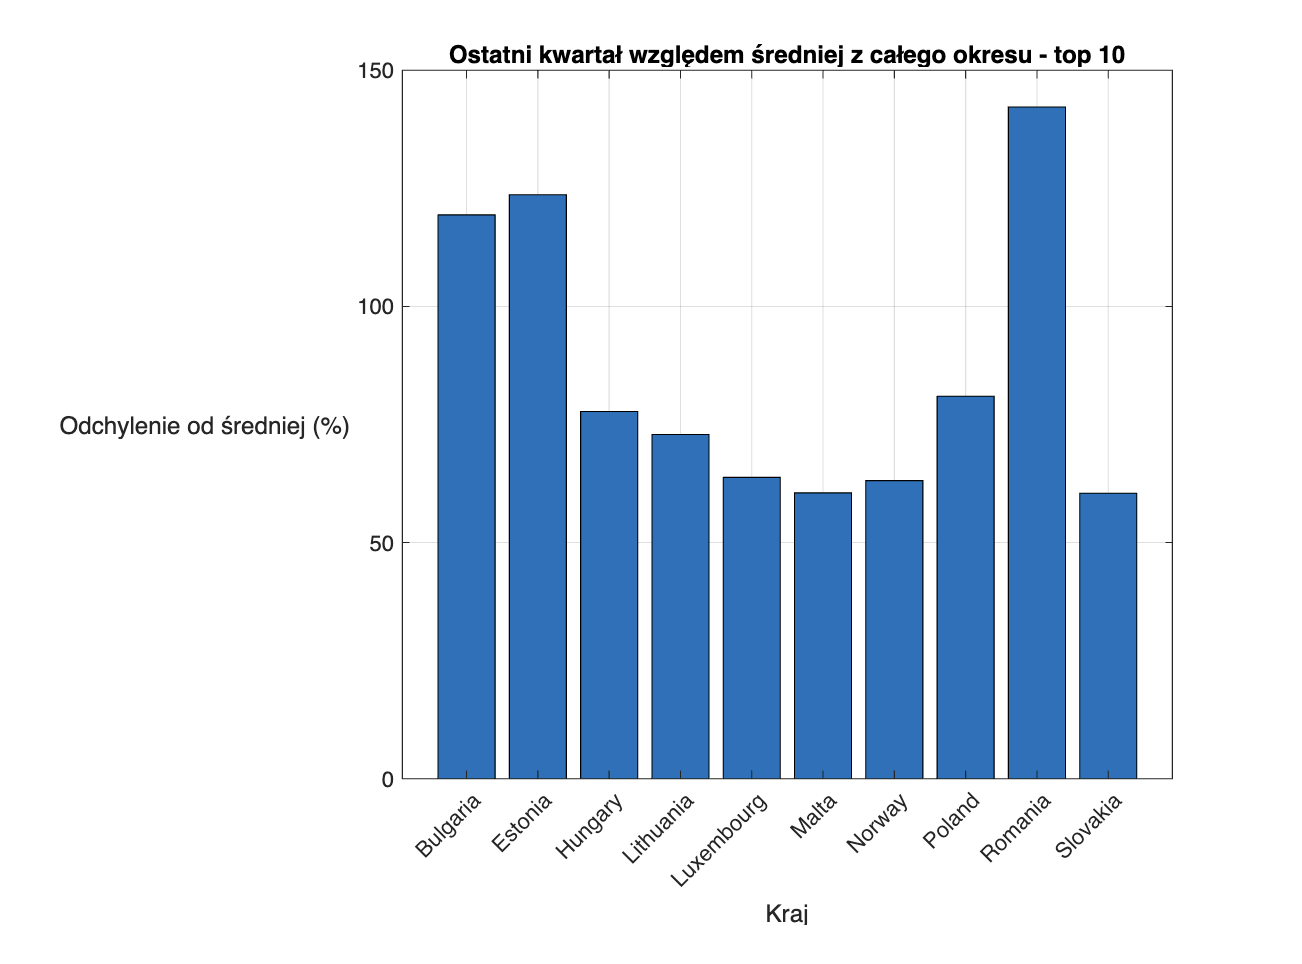 Ostatni kwartał względem średniej z całego okresu - top 10
150
100
50
0
Odchylenie od średniej (%)
Bulgaria
Estonia
Hungary
Lithuania
Luxembourg
Malta
Norway
Poland
Romania
Slovakia
Kraj